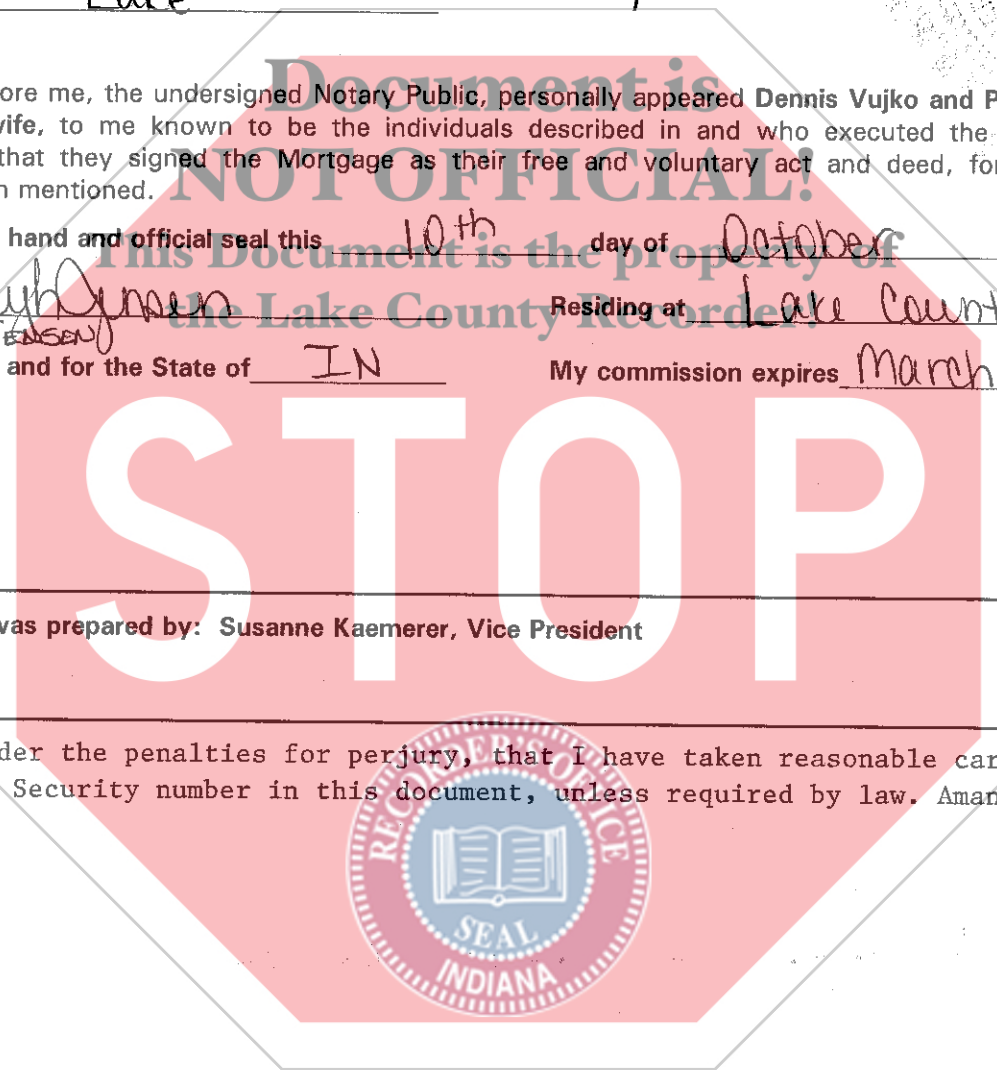 Lake
Document is
ore me, the undersigned Notary Public, personally appeared Dennis Vujko and P
vife, to me known to be the individuals described in and who executed the
that they signed the Mortgage as their free and voluntary act and deed, for
n mentioned.
NOT OFFICIAL!
hand and official seal this 10th day of October
This Document is the property of
the Lake County Recorder!
Jensen Residing at Lake Count
JENSEN
and for the State of IN My commission expires March
STOP
was prepared by: Susanne Kaemerer, Vice President
der the penalties for perjury, that I have taken reasonable car
Security number in this document, unless required by law. Aman
RECORDER'S OFFICE
SEAL
INDIANA